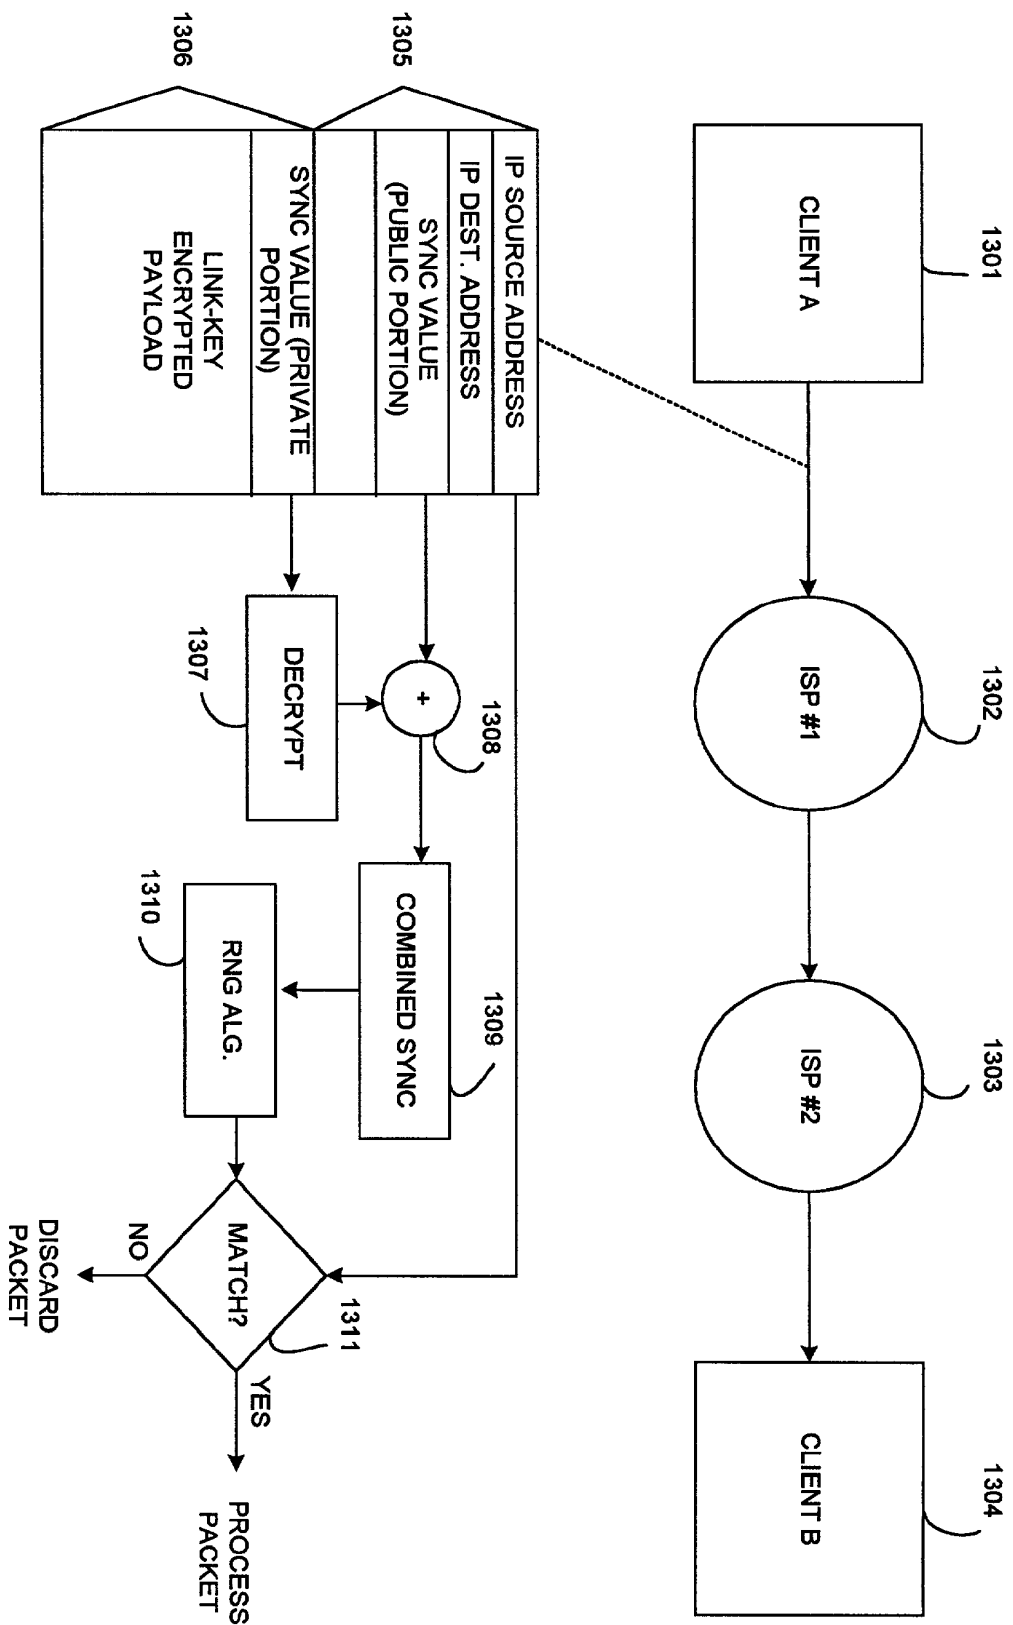 1301
1302
1303
1304
CLIENT A
ISP #1
ISP #2
CLIENT B
1305
1306
IP SOURCE ADDRESS
IP DEST. ADDRESS
SYNC VALUE
(PUBLIC PORTION)
SYNC VALUE (PRIVATE
PORTION)
LINK-KEY
ENCRYPTED
PAYLOAD
+
1308
DECRYPT
1307
COMBINED SYNC
1309
RNG ALG.
1310
MATCH?
1311
YES
PROCESS
PACKET
NO
DISCARD
PACKET